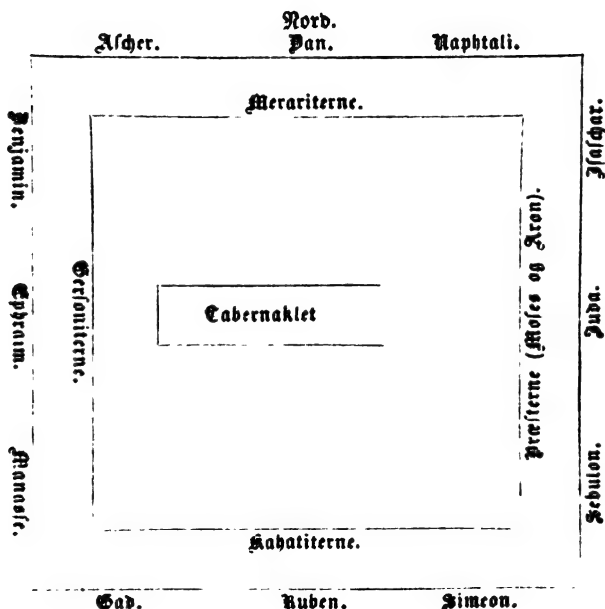 Nord.
Ascher. Dan. Naphtali.
Merariterne.
Benjamin.
Ephraim.
Manasse.
Gersoniterne.
Tabernaklet
Præsterne (Moses og Aron).
Isaschar.
Juda.
Sebulon.
Kahatiterne.
Gad. Ruben. Simeon.